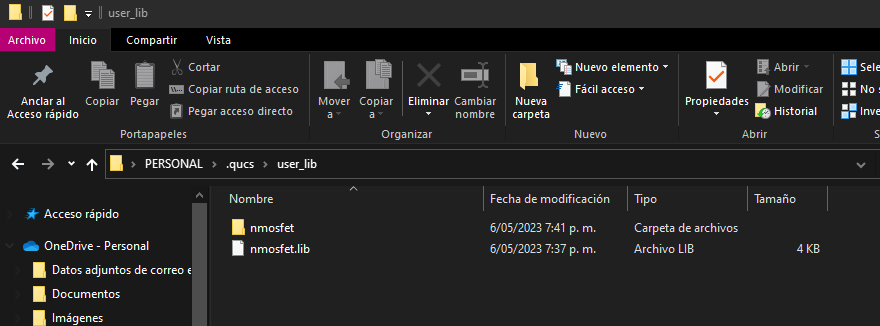 user_lib
Archivo Inicio Compartir Vista
Anclar al Acceso rápido
Copiar
Pegar
Cortar
Copiar ruta de acceso
Pegar acceso directo
Portapapeles
Mover a
Copiar a
Eliminar
Cambiar nombre
Organizar
Nueva carpeta
Nuevo elemento
Fácil acceso
Nuevo
Propiedades
Abrir
Modificar
Historial
Abrir
Sele
No s
Inve
S
PERSONAL > .qucs > user_lib
Nombre Fecha de modificación Tipo Tamaño
Acceso rápido
OneDrive - Personal
Datos adjuntos de correo e
Documentos
Imágenes
nmosfet 6/05/2023 7:41 p. m. Carpeta de archivos
nmosfet.lib 6/05/2023 7:37 p. m. Archivo LIB 4 KB